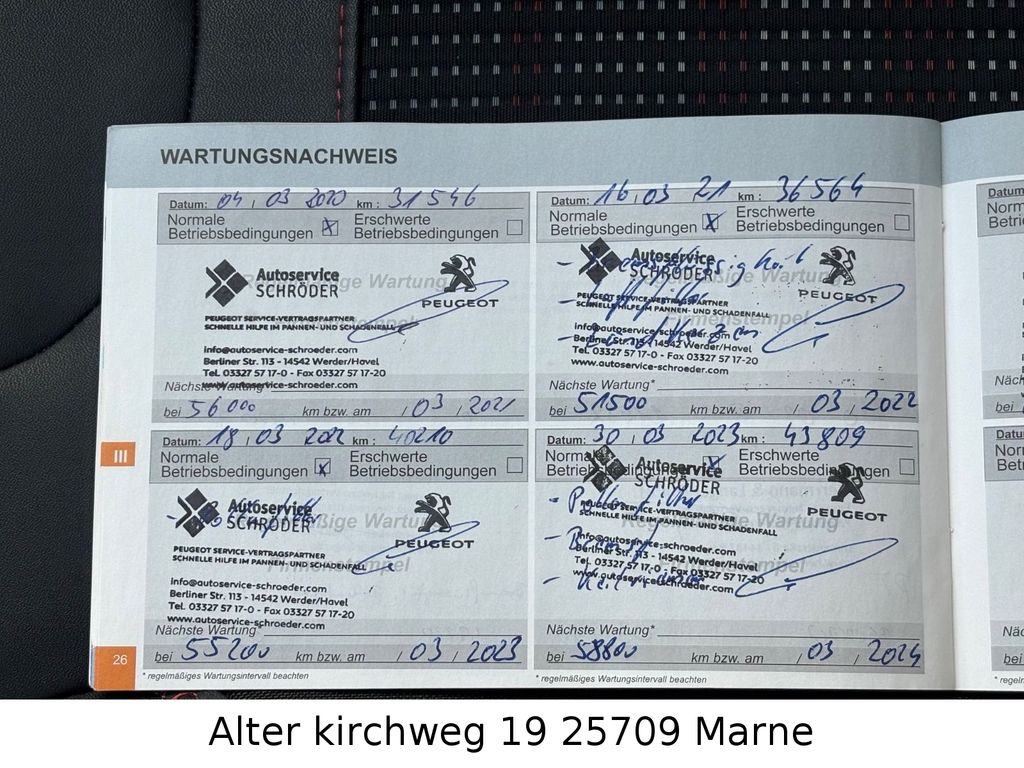 WARTUNGSNACHWEIS
Datum: 04, 03 2020 km: 31546
Normale Betriebsbedingungen X
Erschwerte Betriebsbedingungen
Regelmäßige Wartung
Autoservice
SCHRÖDER
PEUGEOT
PEUGEOT SERVICE-VERTRAGSPARTNER
SCHNELLE HILFE IM PANNEN- UND SCHADENFALL
Firmenstempel
info@autoservice-schroeder.com
Berliner Str. 113 - 14542 Werder/Havel
Tel. 03327 57 17-0 - Fax 03327 57 17-20
www.autoservice-schroeder.com
Nächste Wartung*
bei 56000 km bzw. am / 03 / 2021
Datum: 16, 03 21 km: 36564
Normale Betriebsbedingungen X
Erschwerte Betriebsbedingungen
Regelmäßige Wartung
Autoservice
SCHRÖDER
PEUGEOT
PEUGEOT SERVICE-VERTRAGSPARTNER
SCHNELLE HILFE IM PANNEN- UND SCHADENFALL
Firmenstempel
info@autoservice-schroeder.com
Berliner Str. 113 - 14542 Werder/Havel
Tel. 03327 57 17-0 - Fax 03327 57 17-20
www.autoservice-schroeder.com
Nächste Wartung*
bei 51500 km bzw. am / 03 / 2022
III
Datum: 18, 03 2022 km: 40210
Normale Betriebsbedingungen X
Erschwerte Betriebsbedingungen
Regelmäßige Wartung
Autoservice
SCHRÖDER
PEUGEOT
PEUGEOT SERVICE-VERTRAGSPARTNER
SCHNELLE HILFE IM PANNEN- UND SCHADENFALL
Firmenstempel
info@autoservice-schroeder.com
Berliner Str. 113 - 14542 Werder/Havel
Tel. 03327 57 17-0 - Fax 03327 57 17-20
www.autoservice-schroeder.com
Nächste Wartung*
bei 55200 km bzw. am / 03 / 2023
* regelmäßiges Wartungsintervall beachten
Datum: 30, 03 2023 km: 43809
Normale Betriebsbedingungen X
Erschwerte Betriebsbedingungen
Regelmäßige Wartung
Autoservice
SCHRÖDER
PEUGEOT
PEUGEOT SERVICE-VERTRAGSPARTNER
SCHNELLE HILFE IM PANNEN- UND SCHADENFALL
Firmenstempel
info@autoservice-schroeder.com
Berliner Str. 113 - 14542 Werder/Havel
Tel. 03327 57 17-0 - Fax 03327 57 17-20
www.autoservice-schroeder.com
Nächste Wartung*
bei 58800 km bzw. am / 03 / 2024
* regelmäßiges Wartungsintervall beachten
26
Alter kirchweg 19 25709 Marne